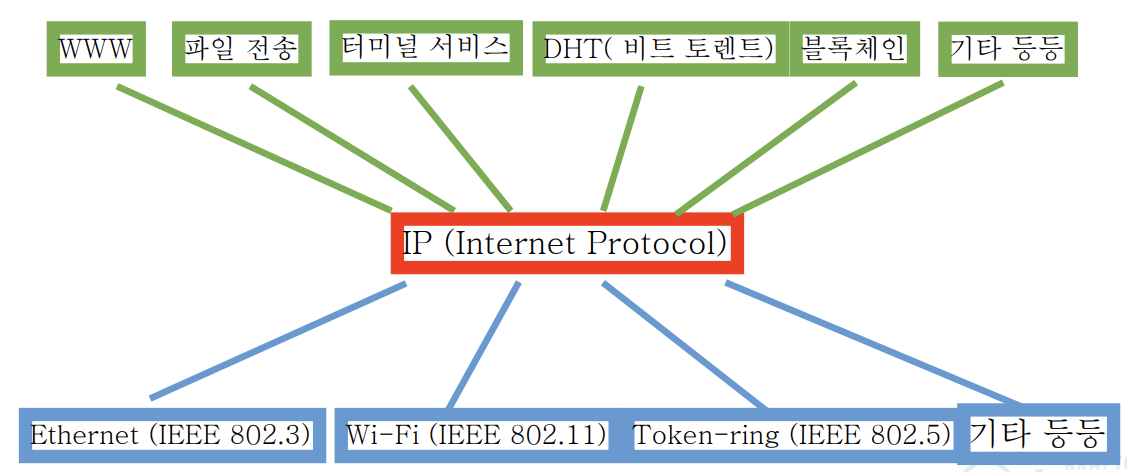 WWW
파일 전송
터미널 서비스
DHT( 비트 토렌트)
블록체인
기타 등등
IP (Internet Protocol)
Ethernet (IEEE 802.3)
Wi-Fi (IEEE 802.11)
Token-ring (IEEE 802.5)
기타 등등